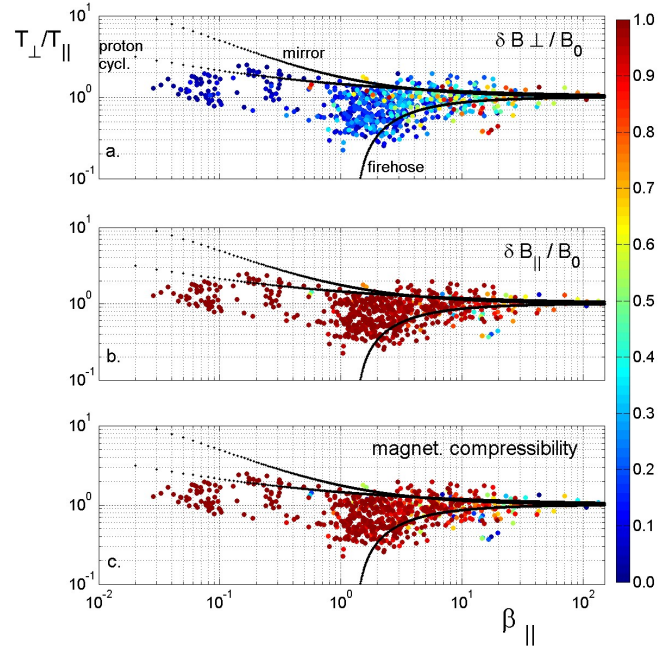 T⊥/T||
10^1
10^0
10^-1
proton
cycl.
mirror
firehose
δ B⊥/B0
a.
10^1
10^0
10^-1
δ B||/B0
b.
10^1
10^0
10^-1
magnet. compressibility
c.
10^-2
10^-1
10^0
10^1
10^2
β||
1.0
0.9
0.8
0.7
0.6
0.5
0.4
0.3
0.2
0.1
0.0